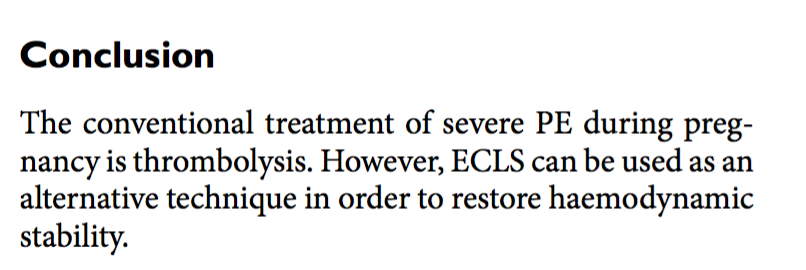 Conclusion
The conventional treatment of severe PE during preg-
nancy is thrombolysis. However, ECLS can be used as an
alternative technique in order to restore haemodynamic
stability.